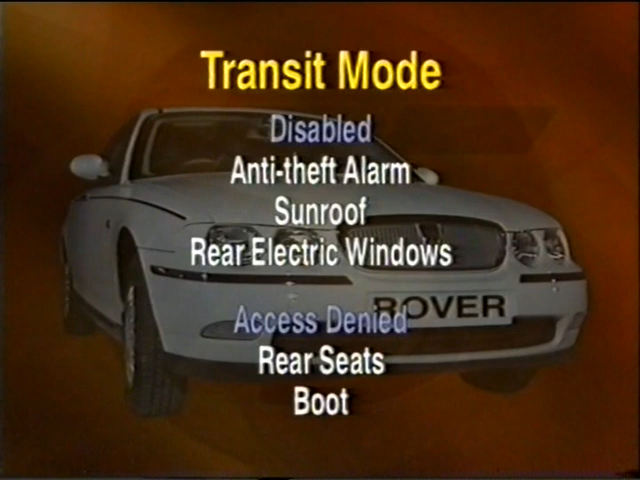 Transit Mode
Disabled
Anti-theft Alarm
Sunroof
Rear Electric Windows
ROVER
Access Denied
Rear Seats
Boot